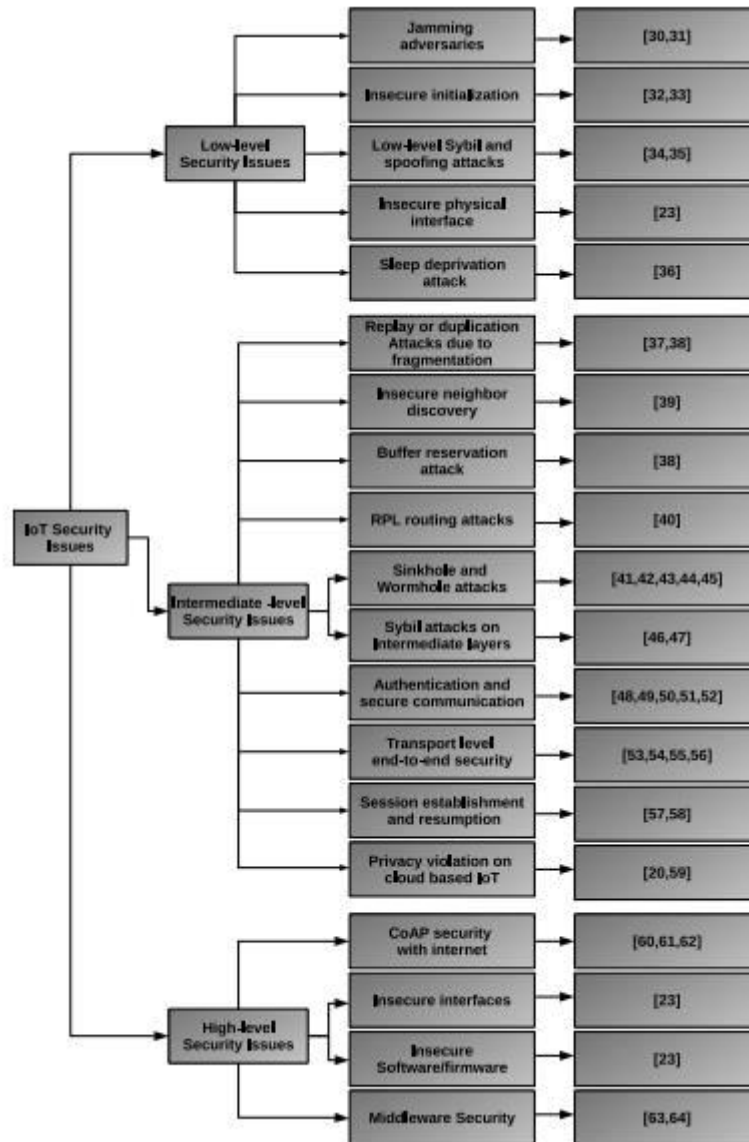 Jamming
adversaries
[30,31]
Insecure initialization
[32,33]
Low-level
Security Issues
Low-level Sybil and
spoofing attacks
[34,35]
Insecure physical
interface
[23]
Sleep deprivation
attack
[36]
Replay or duplication
Attacks due to
fragmentation
[37,38]
Insecure neighbor
discovery
[39]
Buffer reservation
attack
[38]
IoT Security
Issues
RPL routing attacks
[40]
Intermediate -level
Security Issues
Sinkhole and
Wormhole attacks
[41,42,43,44,45]
Sybil attacks on
Intermediate layers
[46,47]
Authentication and
secure communication
[48,49,50,51,52]
Transport level
end-to-end security
[53,54,55,56]
Session establishment
and resumption
[57,58]
Privacy violation on
cloud based IoT
[20,59]
CoAP security
with internet
[60,61,62]
High-level
Security Issues
Insecure interfaces
[23]
Insecure
Software/firmware
[23]
Middleware Security
[63,64]